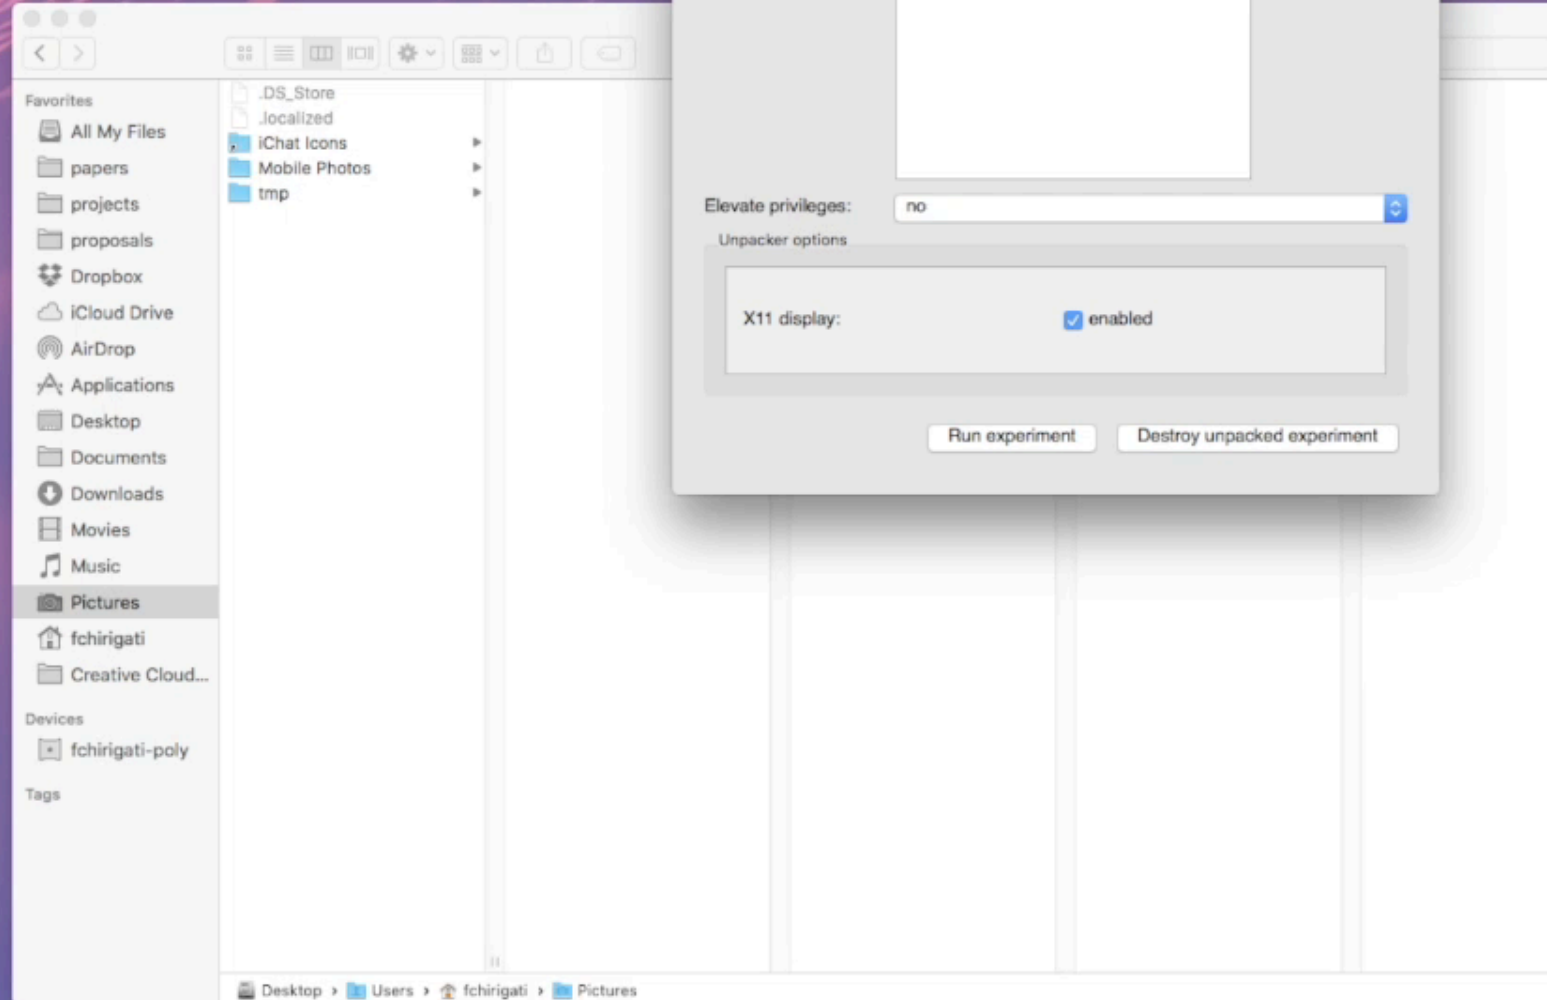 Favorites
All My Files
papers
projects
proposals
Dropbox
iCloud Drive
AirDrop
Applications
Desktop
Documents
Downloads
Movies
Music
Pictures
fchirigati
Creative Cloud...
Devices
fchirigati-poly
Tags
.DS_Store
.localized
iChat Icons
Mobile Photos
tmp
Elevate privileges: no
Unpacker options
X11 display: enabled
Run experiment Destroy unpacked experiment
Desktop › Users › fchirigati › Pictures